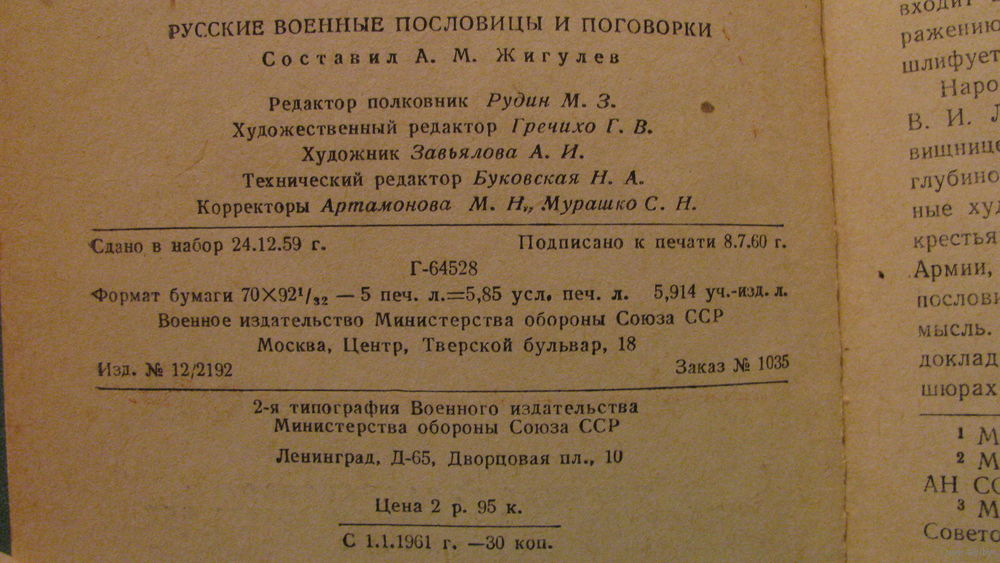 РУССКИЕ ВОЕННЫЕ ПОСЛОВИЦЫ И ПОГОВОРКИ
Составил А. М. Жигулев
Редактор полковник Рудин М. З.
Художественный редактор Гречихо Г. В.
Художник Завьялова А. И.
Технический редактор Буковская Н. А.
Корректоры Артамонова М. Н., Мурашко С. Н.
Сдано в набор 24.12.59 г. Подписано к печати 8.7.60 г.
Г-64528
Формат бумаги 70×92¹/₃₂ — 5 печ. л.=5,85 усл. печ. л. 5,914 уч.-изд. л.
Военное издательство Министерства обороны Союза ССР
Москва, Центр, Тверской бульвар, 18
Изд. № 12/2192 Заказ № 1035
2-я типография Военного издательства
Министерства обороны Союза ССР
Ленинград, Д-65, Дворцовая пл., 10
Цена 2 р. 95 к.
С 1.1.1961 г. —30 коп.
входит
ражению
шлифует
Наро
В. И. Л
вищнице
глубино
ные худ
крестья
Армии,
послови
мысль.
доклад
шюрах
¹ М
² М
АН СС
³ М
Совето